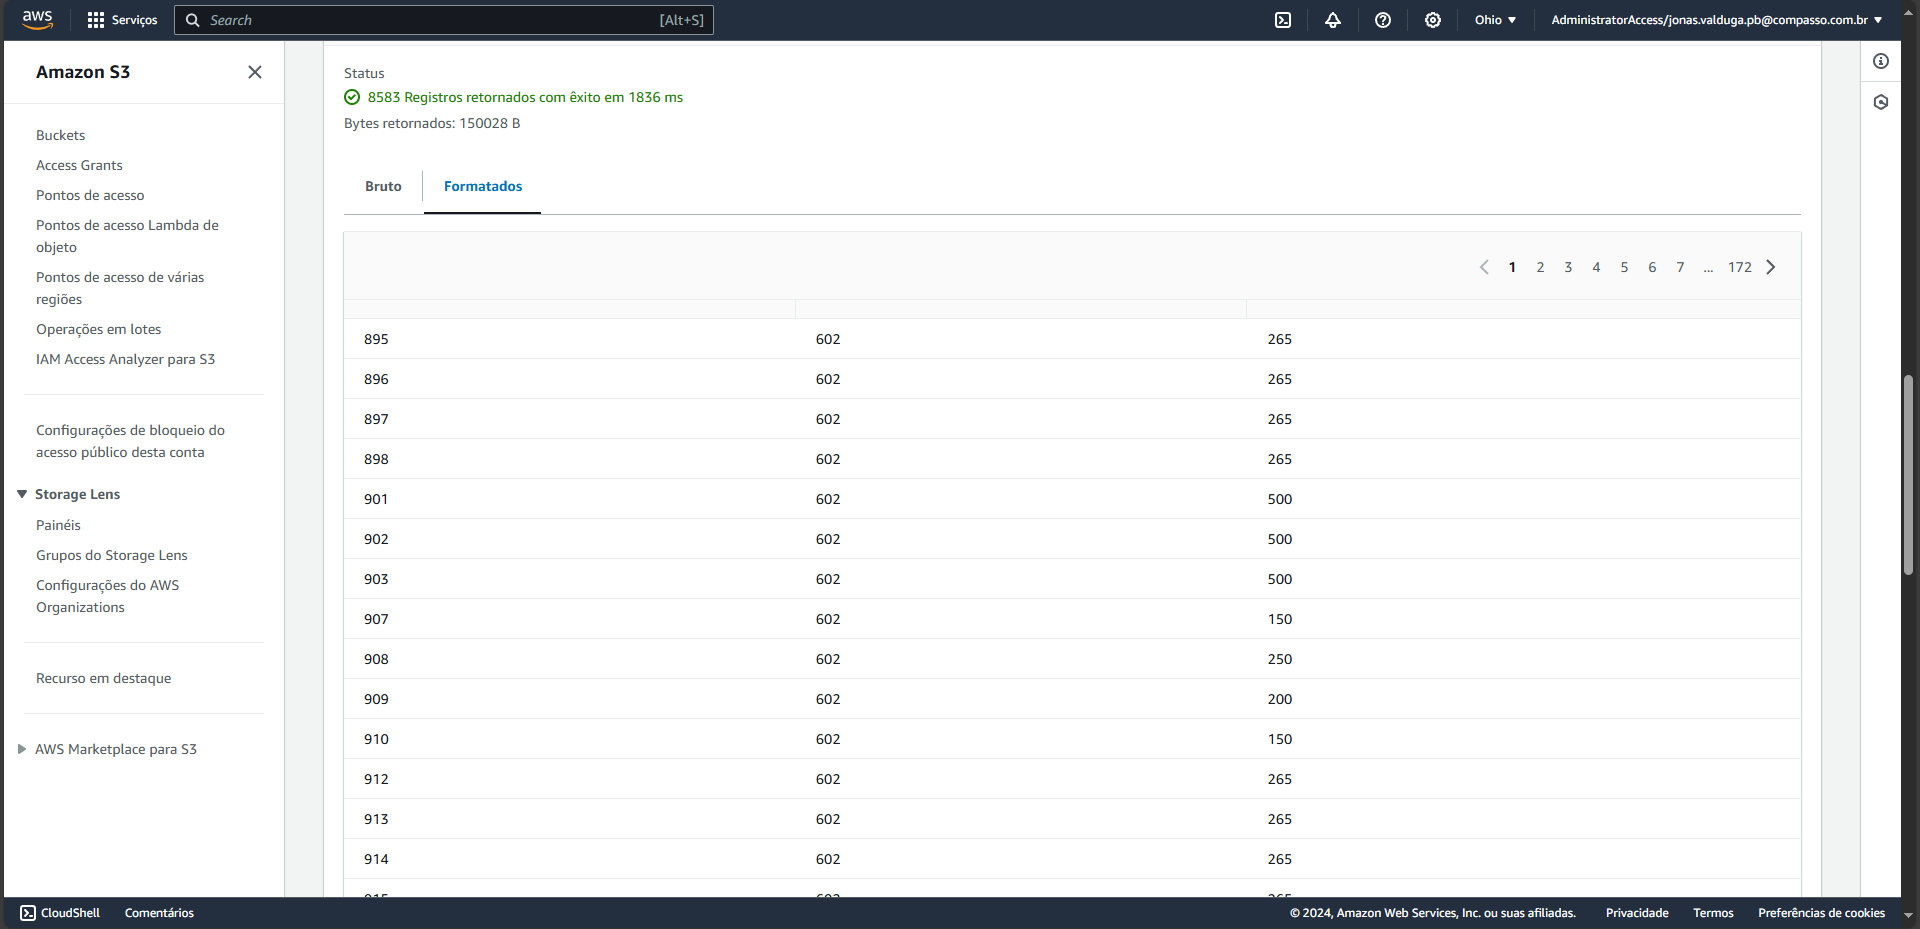 aws
Serviços
Search
[Alt+S]
Ohio
AdministratorAccess/jonas.valduga.pb@compasso.com.br
Amazon S3
Buckets
Access Grants
Pontos de acesso
Pontos de acesso Lambda de
objeto
Pontos de acesso de várias
regiões
Operações em lotes
IAM Access Analyzer para S3
Configurações de bloqueio do
acesso público desta conta
Storage Lens
Painéis
Grupos do Storage Lens
Configurações do AWS
Organizations
Recurso em destaque
AWS Marketplace para S3
Status
8583 Registros retornados com êxito em 1836 ms
Bytes retornados: 150028 B
Bruto
Formatados
1 2 3 4 5 6 7 ... 172
895 602 265
896 602 265
897 602 265
898 602 265
901 602 500
902 602 500
903 602 500
907 602 150
908 602 250
909 602 200
910 602 150
912 602 265
913 602 265
914 602 265
CloudShell
Comentários
© 2024, Amazon Web Services, Inc. ou suas afiliadas.
Privacidade
Termos
Preferências de cookies